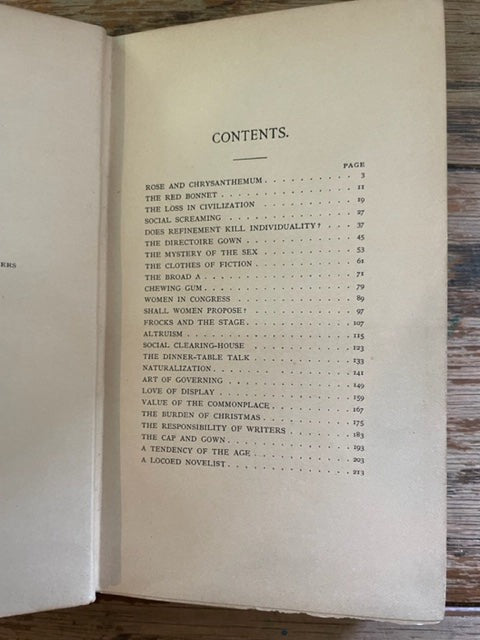 ERS
CONTENTS.
PAGE
ROSE AND CHRYSANTHEMUM . . . . . . . . . . 3
THE RED BONNET . . . . . . . . . . . . . 11
THE LOSS IN CIVILIZATION . . . . . . . . . 19
SOCIAL SCREAMING . . . . . . . . . . . . 27
DOES REFINEMENT KILL INDIVIDUALITY? . . . 37
THE DIRECTOIRE GOWN . . . . . . . . . . . 45
THE MYSTERY OF THE SEX . . . . . . . . . 53
THE CLOTHES OF FICTION . . . . . . . . . 61
THE BROAD A . . . . . . . . . . . . . . 71
CHEWING GUM . . . . . . . . . . . . . . 79
WOMEN IN CONGRESS . . . . . . . . . . . 89
SHALL WOMEN PROPOSE? . . . . . . . . . . 97
FROCKS AND THE STAGE . . . . . . . . . . 107
ALTRUISM . . . . . . . . . . . . . . . 115
SOCIAL CLEARING-HOUSE . . . . . . . . . 123
THE DINNER-TABLE TALK . . . . . . . . . 133
NATURALIZATION . . . . . . . . . . . . 141
ART OF GOVERNING . . . . . . . . . . . 149
LOVE OF DISPLAY . . . . . . . . . . . . 159
VALUE OF THE COMMONPLACE . . . . . . . . 167
THE BURDEN OF CHRISTMAS . . . . . . . . 175
THE RESPONSIBILITY OF WRITERS . . . . . . 183
THE CAP AND GOWN . . . . . . . . . . . . 193
A TENDENCY OF THE AGE . . . . . . . . . 203
A LOCOED NOVELIST . . . . . . . . . . . 213